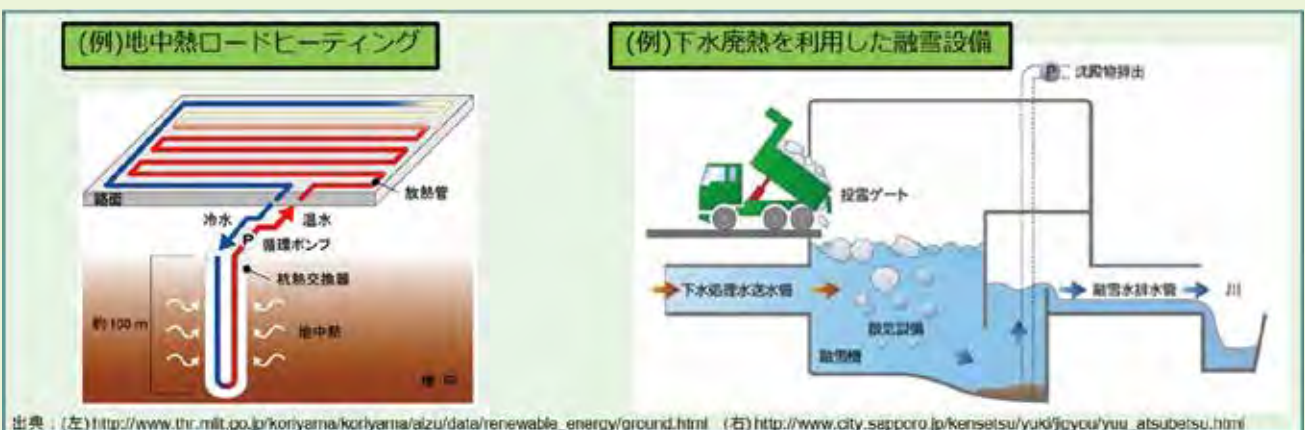 (例)地中熱ロードヒーティング
路面
放熱管
冷水
温水
P
循環ポンプ
杭熱交換器
約100m
地中熱
(例)下水廃熱を利用した融雪設備
P
沈殿物排出
投雪ゲート
下水処理水送水管
散気設備
融雪槽
融雪水排水管
川
出典:(左)http://www.thr.mlit.go.jp/koriyama/koriyama/aizu/data/renewable_energy/ground.html (右)http://www.city.sapporo.jp/kensetsu/yuki/jigyou/yuu_atsubetsu.html